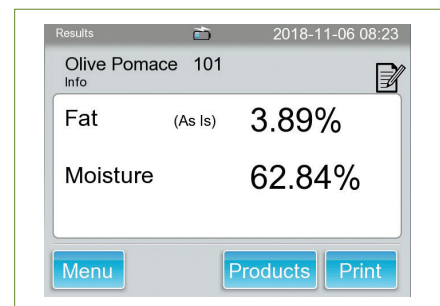 Results 2018-11-06 08:23
Olive Pomace 101
Info
Fat (As Is) 3.89%
Moisture 62.84%
Menu Products Print